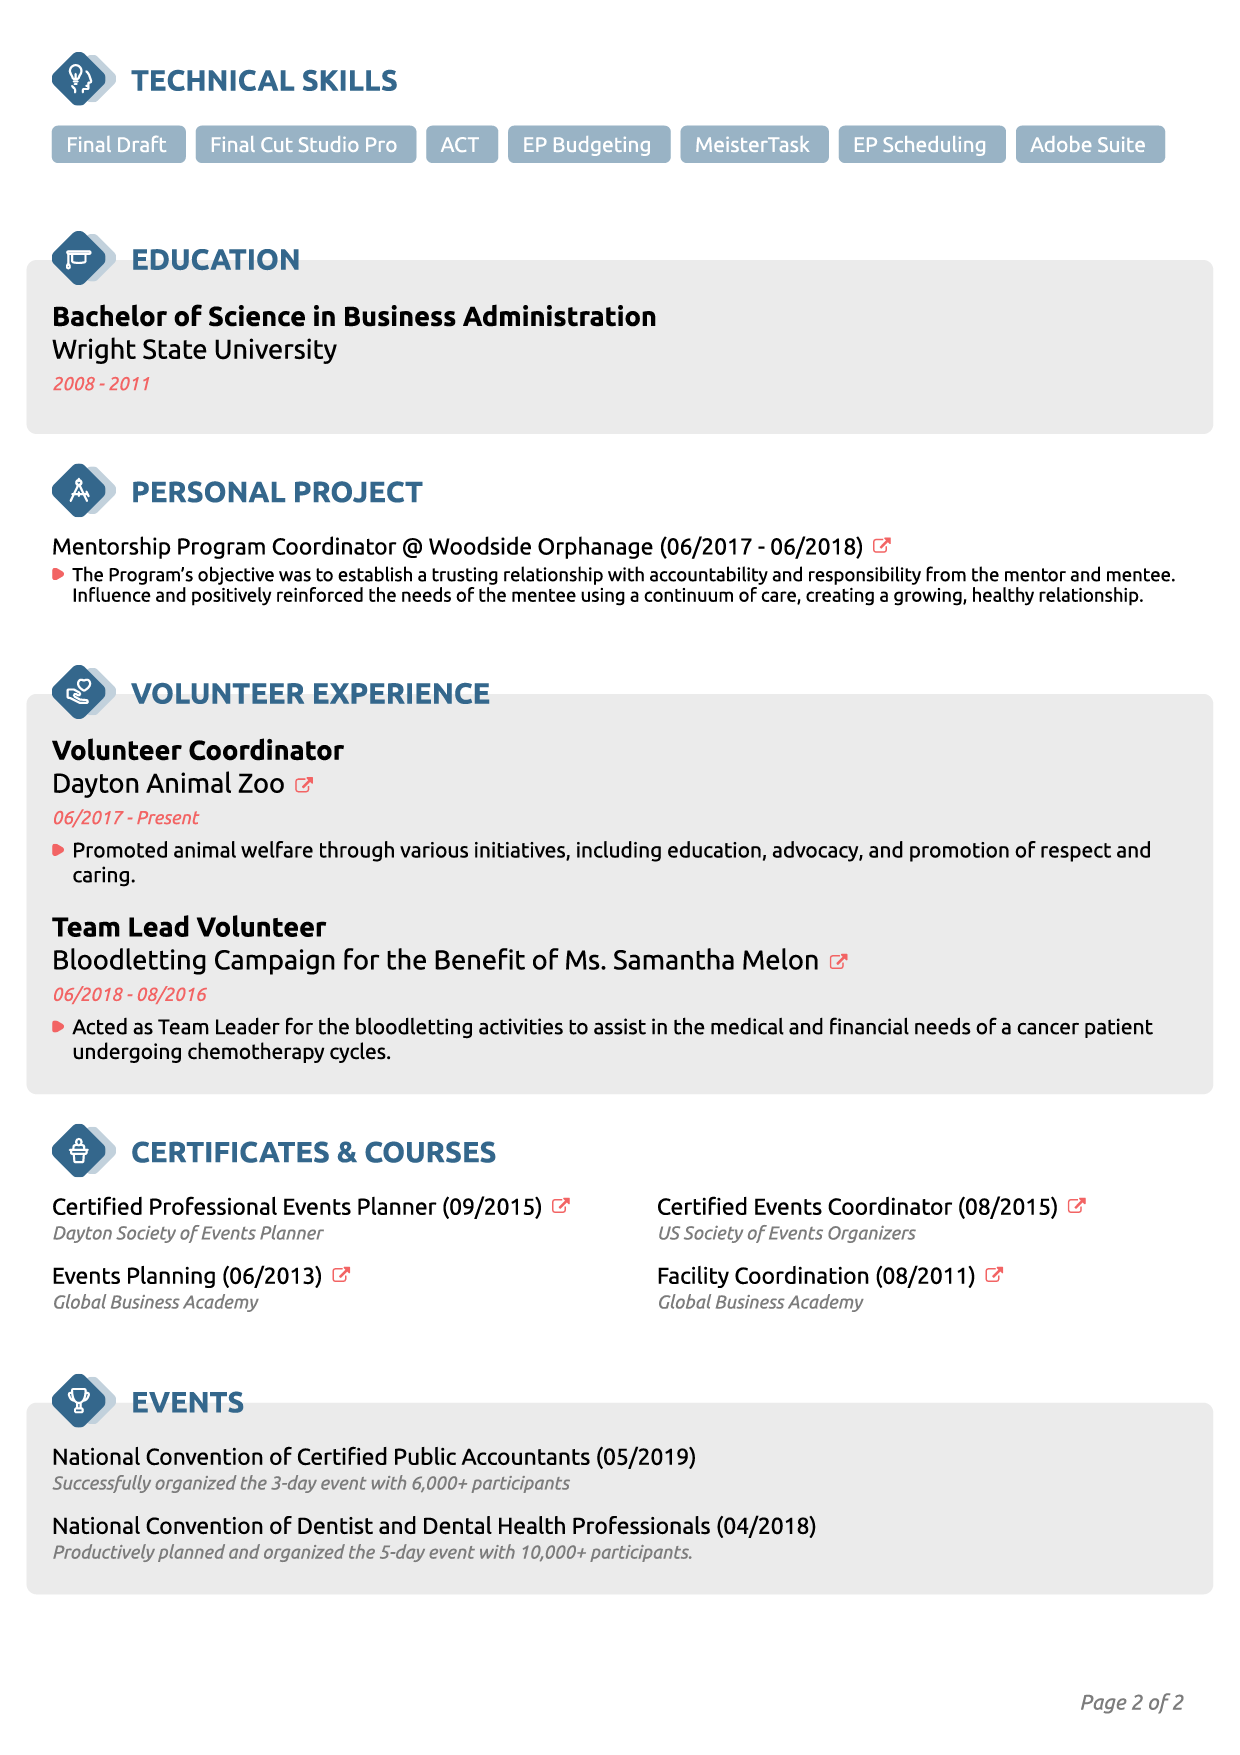 TECHNICAL SKILLS
Final Draft Final Cut Studio Pro ACT EP Budgeting MeisterTask EP Scheduling Adobe Suite
EDUCATION
Bachelor of Science in Business Administration
Wright State University
2008 - 2011
PERSONAL PROJECT
Mentorship Program Coordinator @ Woodside Orphanage (06/2017 - 06/2018)
The Program's objective was to establish a trusting relationship with accountability and responsibility from the mentor and mentee.
Influence and positively reinforced the needs of the mentee using a continuum of care, creating a growing, healthy relationship.
VOLUNTEER EXPERIENCE
Volunteer Coordinator
Dayton Animal Zoo
06/2017 - Present
Promoted animal welfare through various initiatives, including education, advocacy, and promotion of respect and
caring.
Team Lead Volunteer
Bloodletting Campaign for the Benefit of Ms. Samantha Melon
06/2018 - 08/2016
Acted as Team Leader for the bloodletting activities to assist in the medical and financial needs of a cancer patient
undergoing chemotherapy cycles.
CERTIFICATES & COURSES
Certified Professional Events Planner (09/2015)
Dayton Society of Events Planner
Certified Events Coordinator (08/2015)
US Society of Events Organizers
Events Planning (06/2013)
Global Business Academy
Facility Coordination (08/2011)
Global Business Academy
EVENTS
National Convention of Certified Public Accountants (05/2019)
Successfully organized the 3-day event with 6,000+ participants
National Convention of Dentist and Dental Health Professionals (04/2018)
Productively planned and organized the 5-day event with 10,000+ participants.
Page 2 of 2